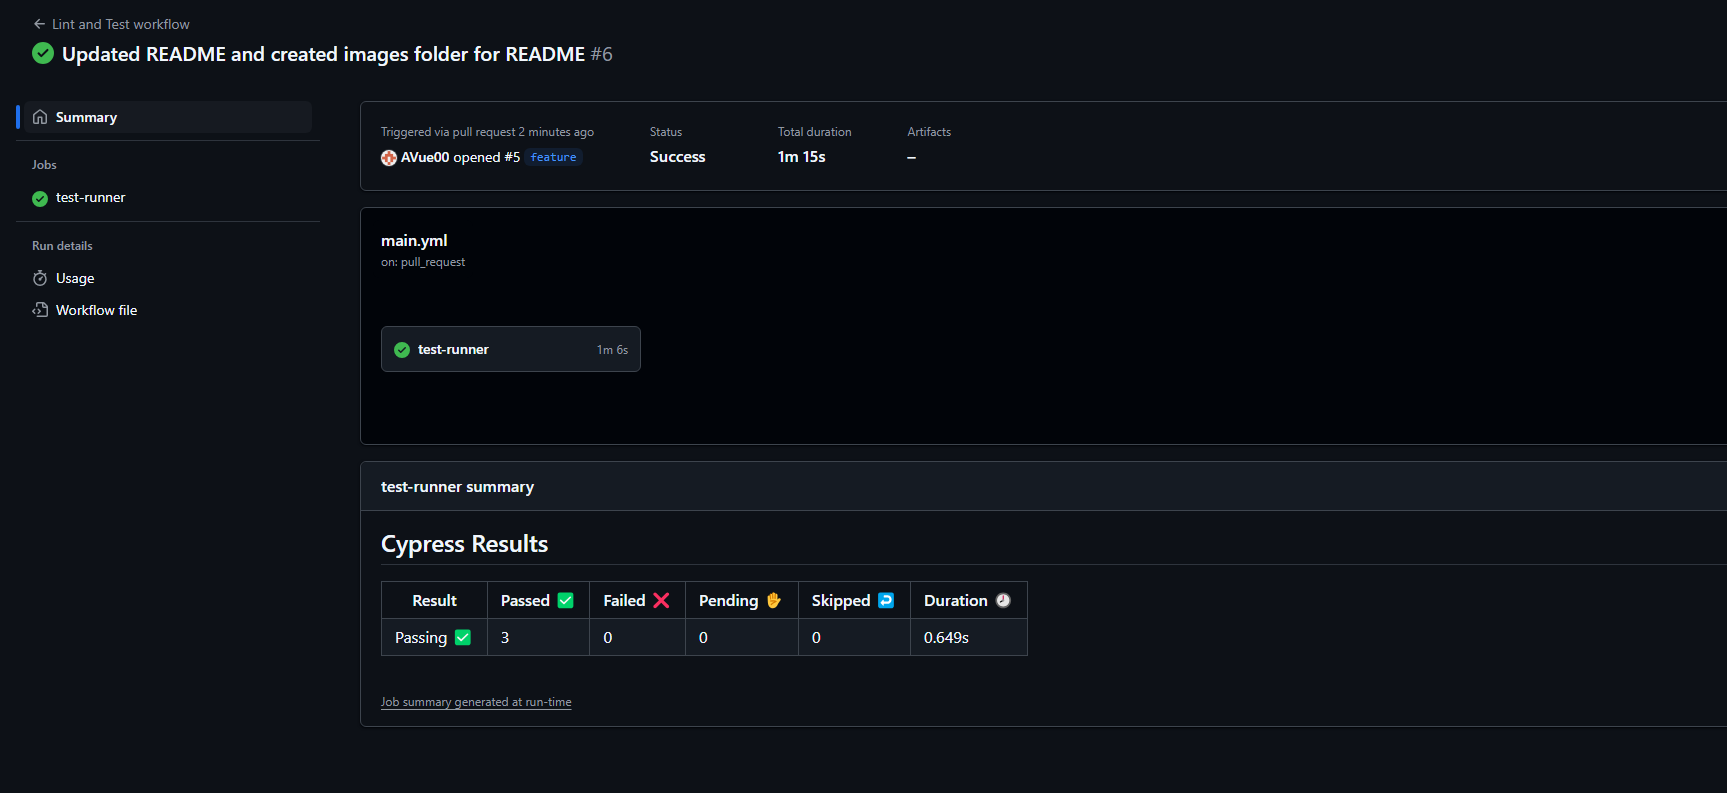 ← Lint and Test workflow
Updated README and created images folder for README #6
Summary
Jobs
test-runner
Run details
Usage
Workflow file
Triggered via pull request 2 minutes ago
AVue00 opened #5 feature
Status
Success
Total duration
1m 15s
Artifacts
–
main.yml
on: pull_request
test-runner 1m 6s
test-runner summary
Cypress Results
Result Passed ✅ Failed ❌ Pending ✋ Skipped ↩️ Duration 🕗
Passing ✅ 3 0 0 0 0.649s
Job summary generated at run-time